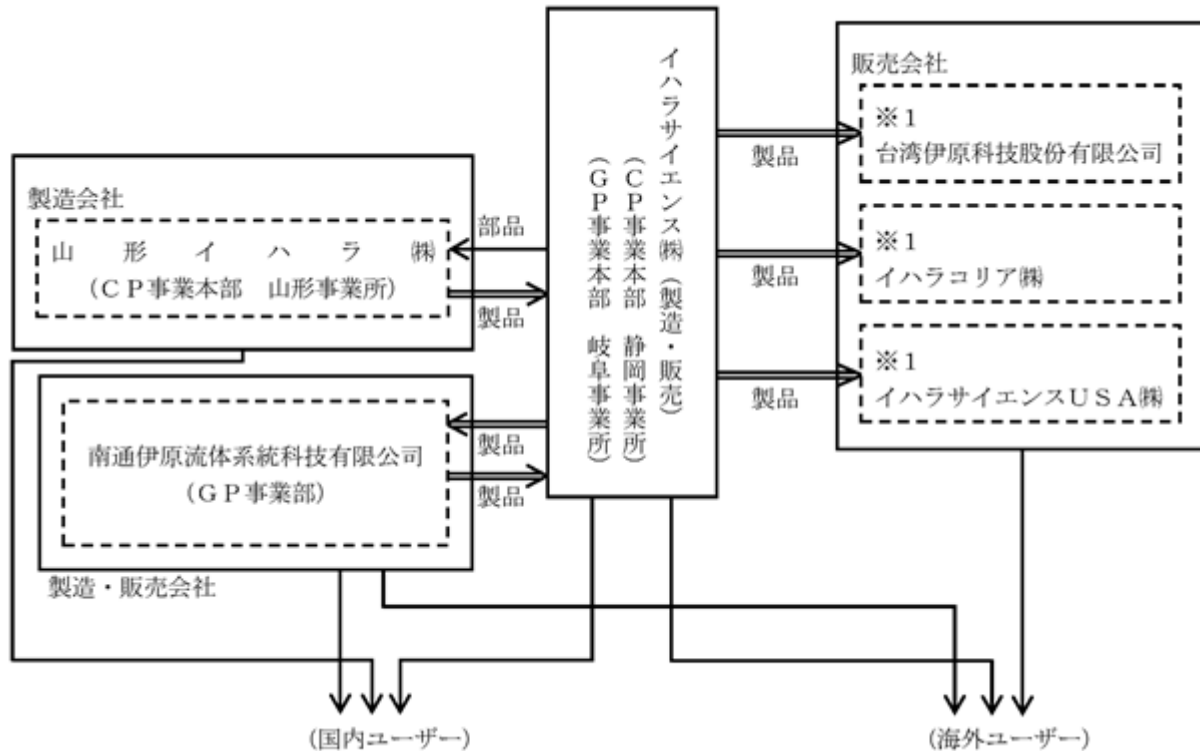 製造会社
山形イハラ㈱
（ＣＰ事業本部　山形事業所）
部品
製品
南通伊原流体系統科技有限公司
（ＧＰ事業部）
製品
製品
製造・販売会社
イハラサイエンス㈱（製造・販売）
（ＣＰ事業本部　静岡事業所）
（ＧＰ事業本部　岐阜事業所）
製品
製品
製品
販売会社
※１
台湾伊原科技股份有限公司
※１
イハラコリア㈱
※１
イハラサイエンスＵＳＡ㈱
（国内ユーザー）
（海外ユーザー）